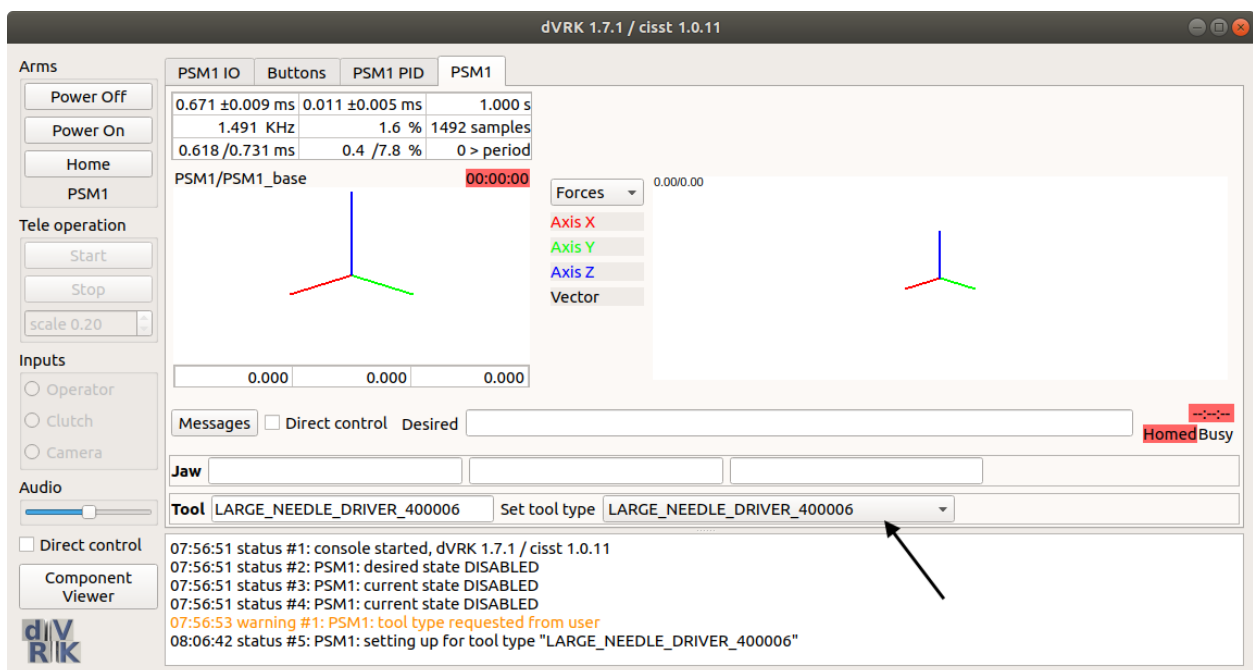 dVRK 1.7.1 / cisst 1.0.11
Arms
Power Off
Power On
Home
PSM1
Tele operation
Start
Stop
scale 0.20
Inputs
Operator
Clutch
Camera
Audio
Direct control
Component
Viewer
dVRK
PSM1 IO Buttons PSM1 PID PSM1
0.671 ±0.009 ms 0.011 ±0.005 ms 1.000 s
1.491 KHz 1.6 % 1492 samples
0.618 /0.731 ms 0.4 /7.8 % 0 > period
PSM1/PSM1_base 00:00:00
Forces
0.00/0.00
Axis X
Axis Y
Axis Z
Vector
0.000 0.000 0.000
Messages Direct control Desired
--:--:--
Homed Busy
Jaw
Tool LARGE_NEEDLE_DRIVER_400006 Set tool type LARGE_NEEDLE_DRIVER_400006
07:56:51 status #1: console started, dVRK 1.7.1 / cisst 1.0.11
07:56:51 status #2: PSM1: desired state DISABLED
07:56:51 status #3: PSM1: current state DISABLED
07:56:51 status #4: PSM1: current state DISABLED
07:56:53 warning #1: PSM1: tool type requested from user
08:06:42 status #5: PSM1: setting up for tool type "LARGE_NEEDLE_DRIVER_400006"